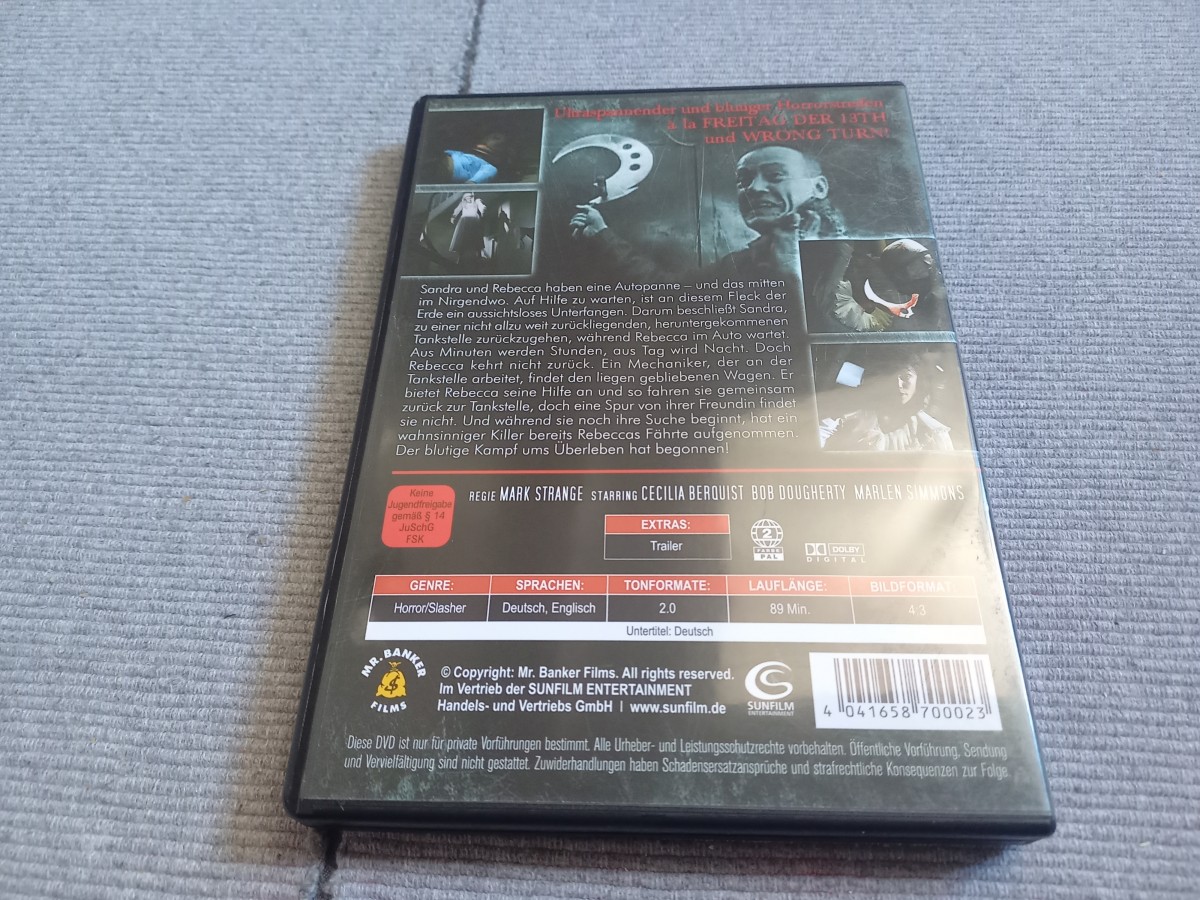 Ultraspannender und blutiger Horrorstreifen
à la FREITAG DER 13TH
und WRONG TURN!
Sandra und Rebecca haben eine Autopanne – und das mitten
im Nirgendwo. Auf Hilfe zu warten, ist an diesem Fleck der
Erde ein aussichtsloses Unterfangen. Darum beschließt Sandra,
zu einer nicht allzu weit zurückliegenden, heruntergekommenen
Tankstelle zurückzugehen, während Rebecca im Auto wartet.
Aus Minuten werden Stunden, aus Tag wird Nacht. Doch
Rebecca kehrt nicht zurück. Ein Mechaniker, der an der
Tankstelle arbeitet, findet den liegen gebliebenen Wagen. Er
bietet Rebecca seine Hilfe an und so fahren sie gemeinsam
zurück zur Tankstelle, doch eine Spur von ihrer Freundin findet
sie nicht. Und während sie noch ihre Suche beginnt, hat ein
wahnsinniger Killer bereits Rebeccas Fährte aufgenommen.
Der blutige Kampf ums Überleben hat begonnen!
Keine
Jugendfreigabe
gemäß § 14
JuSchG
FSK
REGIE MARK STRANGE STARRING CECILIA BERQUIST BOB DOUGHERTY MARLEN SIMMONS
EXTRAS:
Trailer
2
FARBE
PAL
DOLBY
DIGITAL
GENRE: SPRACHEN: TONFORMATE: LAUFLÄNGE: BILDFORMAT:
Horror/Slasher Deutsch, Englisch 2.0 89 Min. 4:3
Untertitel: Deutsch
MR. BANKER
FILMS
© Copyright: Mr. Banker Films. All rights reserved.
Im Vertrieb der SUNFILM ENTERTAINMENT
Handels- und Vertriebs GmbH | www.sunfilm.de
SUNFILM
ENTERTAINMENT
4 041658 700023
Diese DVD ist nur für private Vorführungen bestimmt. Alle Urheber- und Leistungsschutzrechte vorbehalten. Öffentliche Vorführung, Sendung
und Vervielfältigung sind nicht gestattet. Zuwiderhandlungen haben Schadensersatzansprüche und strafrechtliche Konsequenzen zur Folge